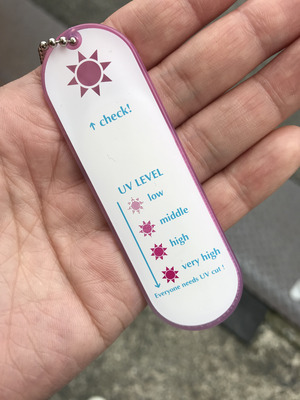 ↑ check!
UV LEVEL
low
middle
high
very high
Everyone needs UV cut !